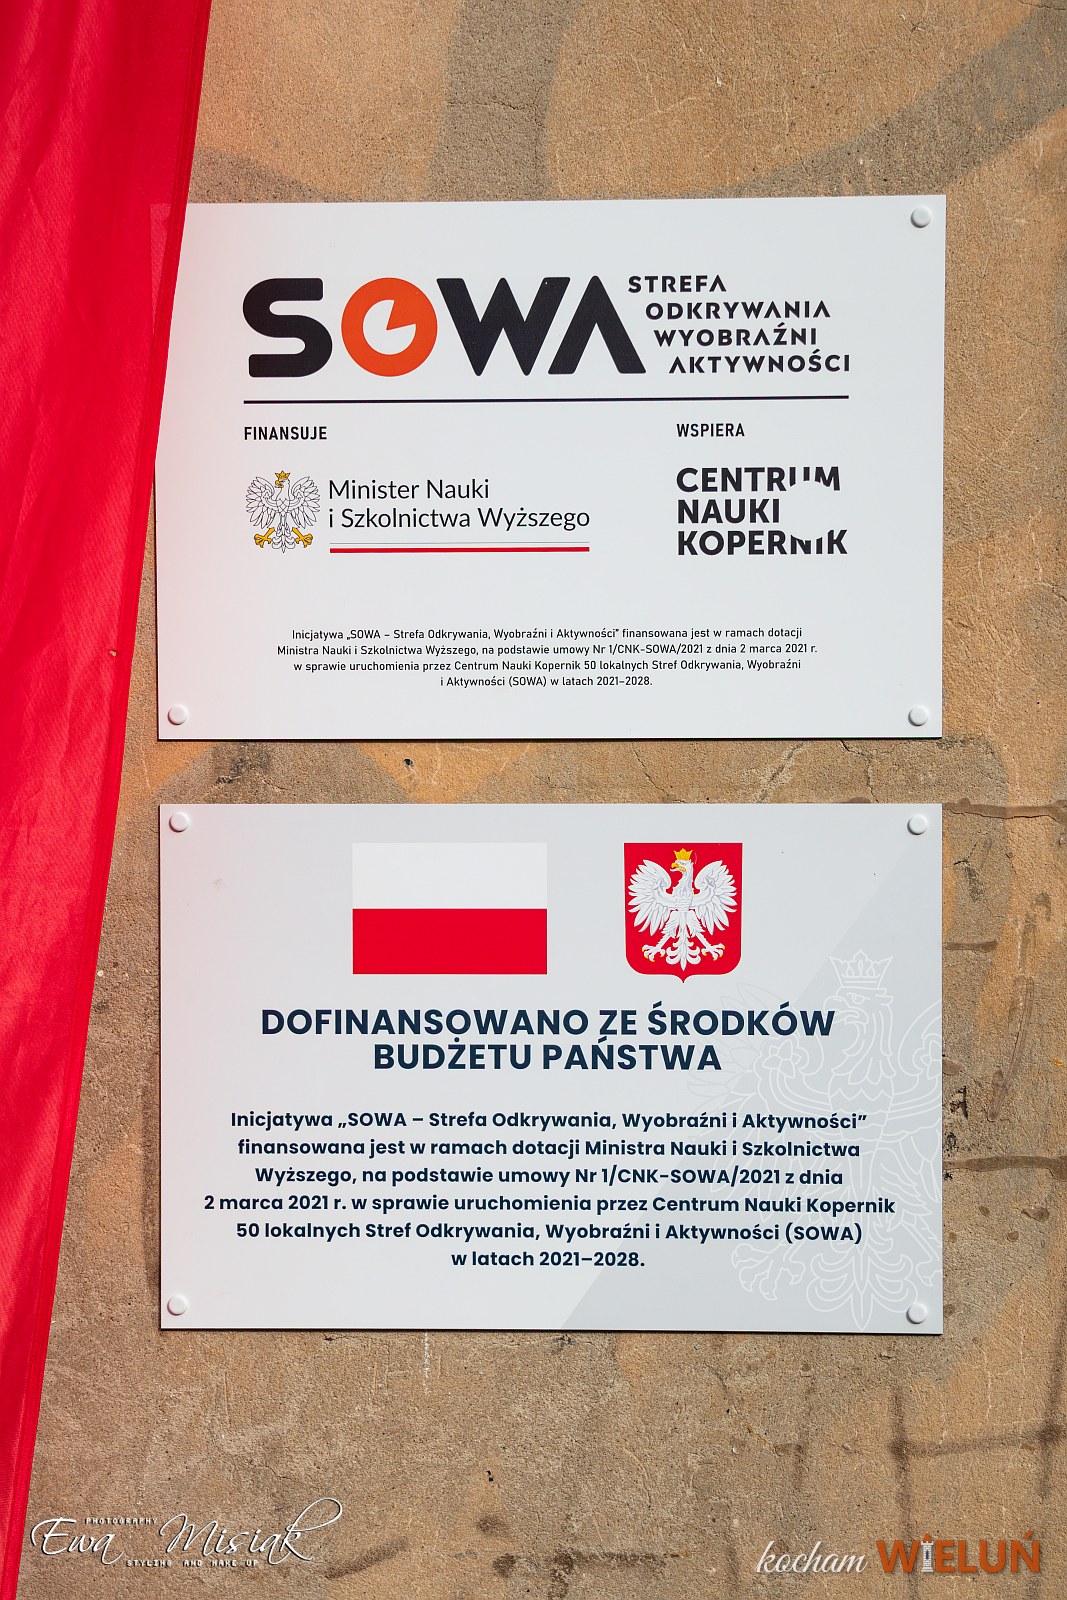 SOWA
STREFA
ODKRYWANIA
WYOBRAŹNI
AKTYWNOŚCI
FINANSUJE
Minister Nauki
i Szkolnictwa Wyższego
WSPIERA
CENTRUM
NAUKI
KOPERNIK
Inicjatywa „SOWA – Strefa Odkrywania, Wyobraźni i Aktywności” finansowana jest w ramach dotacji
Ministra Nauki i Szkolnictwa Wyższego, na podstawie umowy Nr 1/CNK-SOWA/2021 z dnia 2 marca 2021 r.
w sprawie uruchomienia przez Centrum Nauki Kopernik 50 lokalnych Stref Odkrywania, Wyobraźni
i Aktywności (SOWA) w latach 2021–2028.
DOFINANSOWANO ZE ŚRODKÓW
BUDŻETU PAŃSTWA
Inicjatywa „SOWA – Strefa Odkrywania, Wyobraźni i Aktywności”
finansowana jest w ramach dotacji Ministra Nauki i Szkolnictwa
Wyższego, na podstawie umowy Nr 1/CNK-SOWA/2021 z dnia
2 marca 2021 r. w sprawie uruchomienia przez Centrum Nauki Kopernik
50 lokalnych Stref Odkrywania, Wyobraźni i Aktywności (SOWA)
w latach 2021–2028.
PHOTOGRAPHY
Ewa Misiak
STYLING AND MAKE UP
kocham WIELUŃ